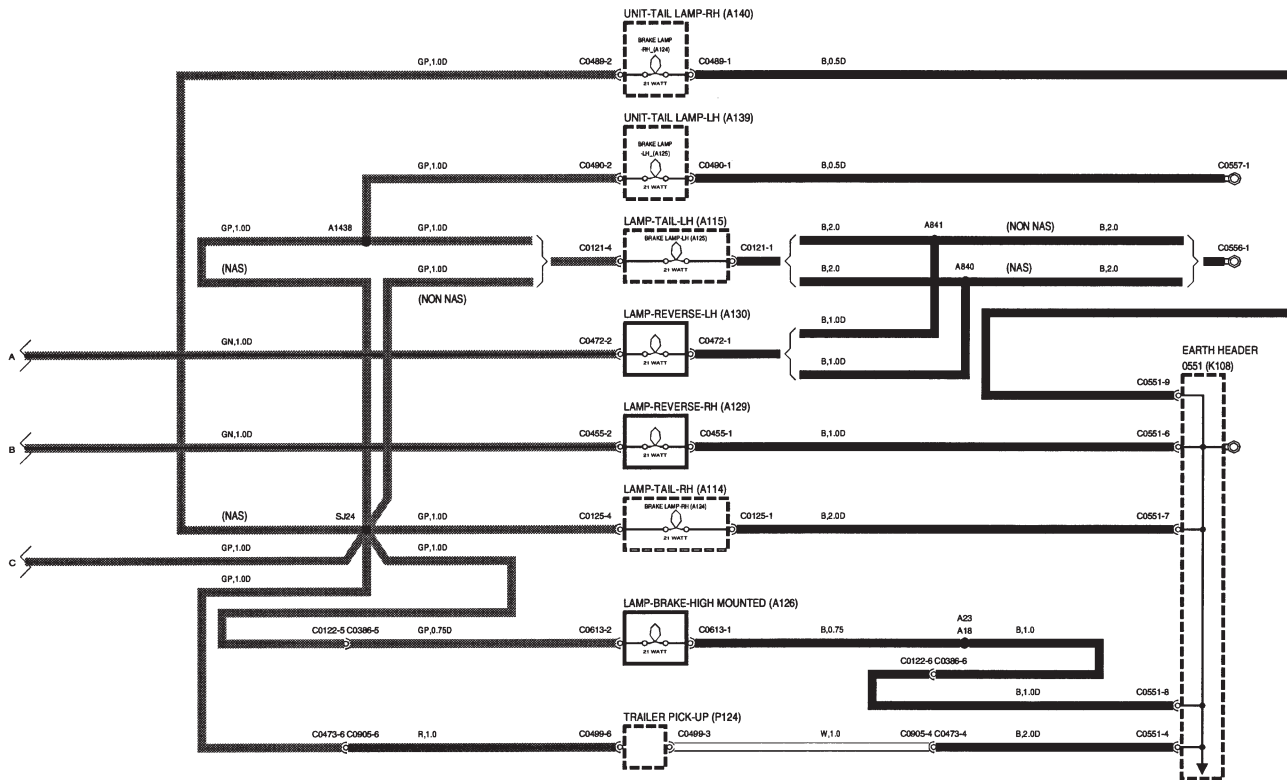 UNIT-TAIL LAMP-RH (A140)
BRAKE LAMP
-RH_(A124)
GP,1.0D C0489-2 C0489-1 B,0.5D
21 WATT
UNIT-TAIL LAMP-LH (A139)
BRAKE LAMP
-LH_(A125)
GP,1.0D C0490-2 C0490-1 B,0.5D C0557-1
21 WATT
LAMP-TAIL-LH (A115)
GP,1.0D A1438 GP,1.0D B,2.0 A841 (NON NAS) B,2.0
BRAKE LAMP-LH (A125)
C0121-4 C0121-1 C0556-1
21 WATT
(NAS) GP,1.0D B,2.0 A840 (NAS) B,2.0
(NON NAS)
LAMP-REVERSE-LH (A130)
B,1.0D
A GN,1.0D C0472-2 C0472-1
21 WATT
B,1.0D
EARTH HEADER
0551 (K108)
C0551-9
LAMP-REVERSE-RH (A129)
B GN,1.0D C0455-2 C0455-1 B,1.0D C0551-6
21 WATT
LAMP-TAIL-RH (A114)
BRAKE LAMP-RH (A124)
(NAS) SJ24 GP,1.0D C0125-4 C0125-1 B,2.0D C0551-7
21 WATT
C GP,1.0D GP,1.0D
GP,1.0D
LAMP-BRAKE-HIGH MOUNTED (A126)
A23
C0122-5 C0386-5 GP,0.75D C0613-2 C0613-1 B,0.75 A18 B,1.0
21 WATT
C0122-6 C0386-6
B,1.0D C0551-8
TRAILER PICK-UP (P124)
C0473-6 C0905-6 R,1.0 C0499-6 C0499-3 W,1.0 C0905-4 C0473-4 B,2.0D C0551-4